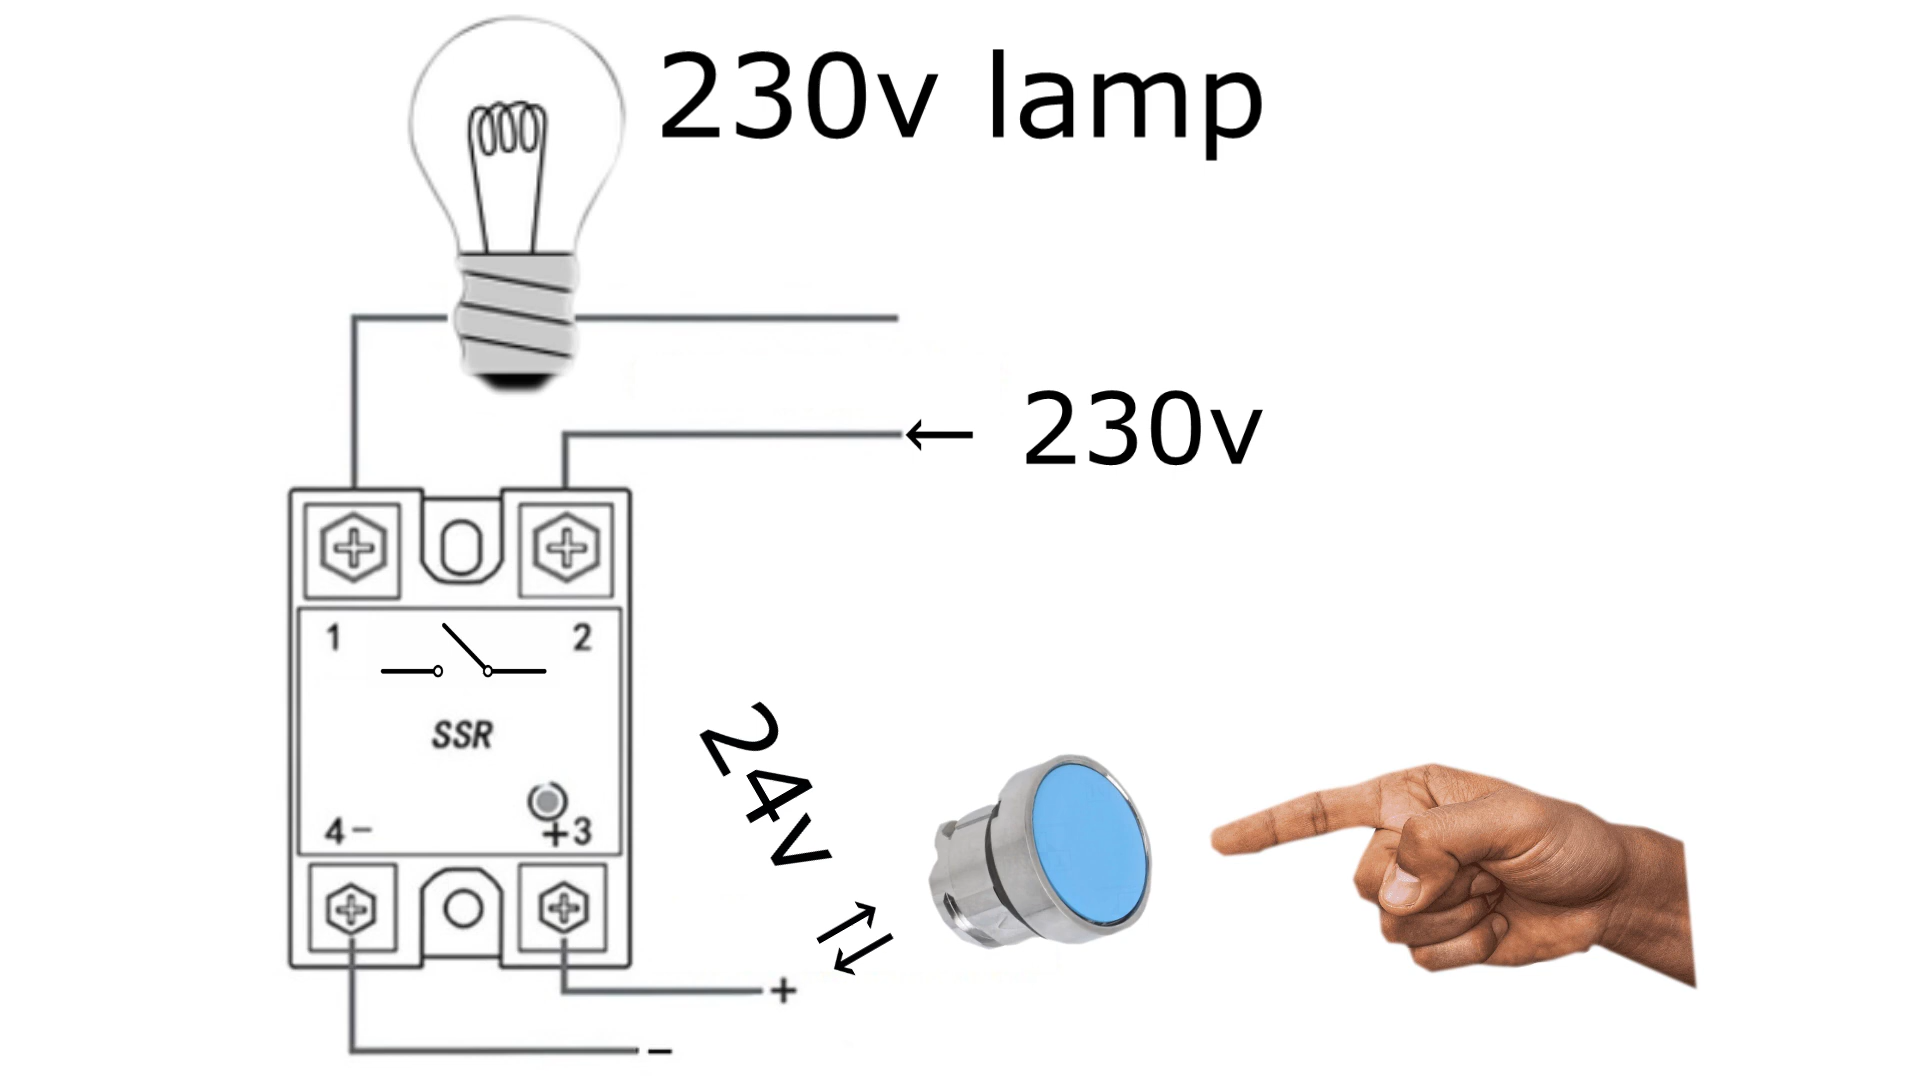 230v lamp
← 230v
1 2
SSR
4− +3
24v
+
−